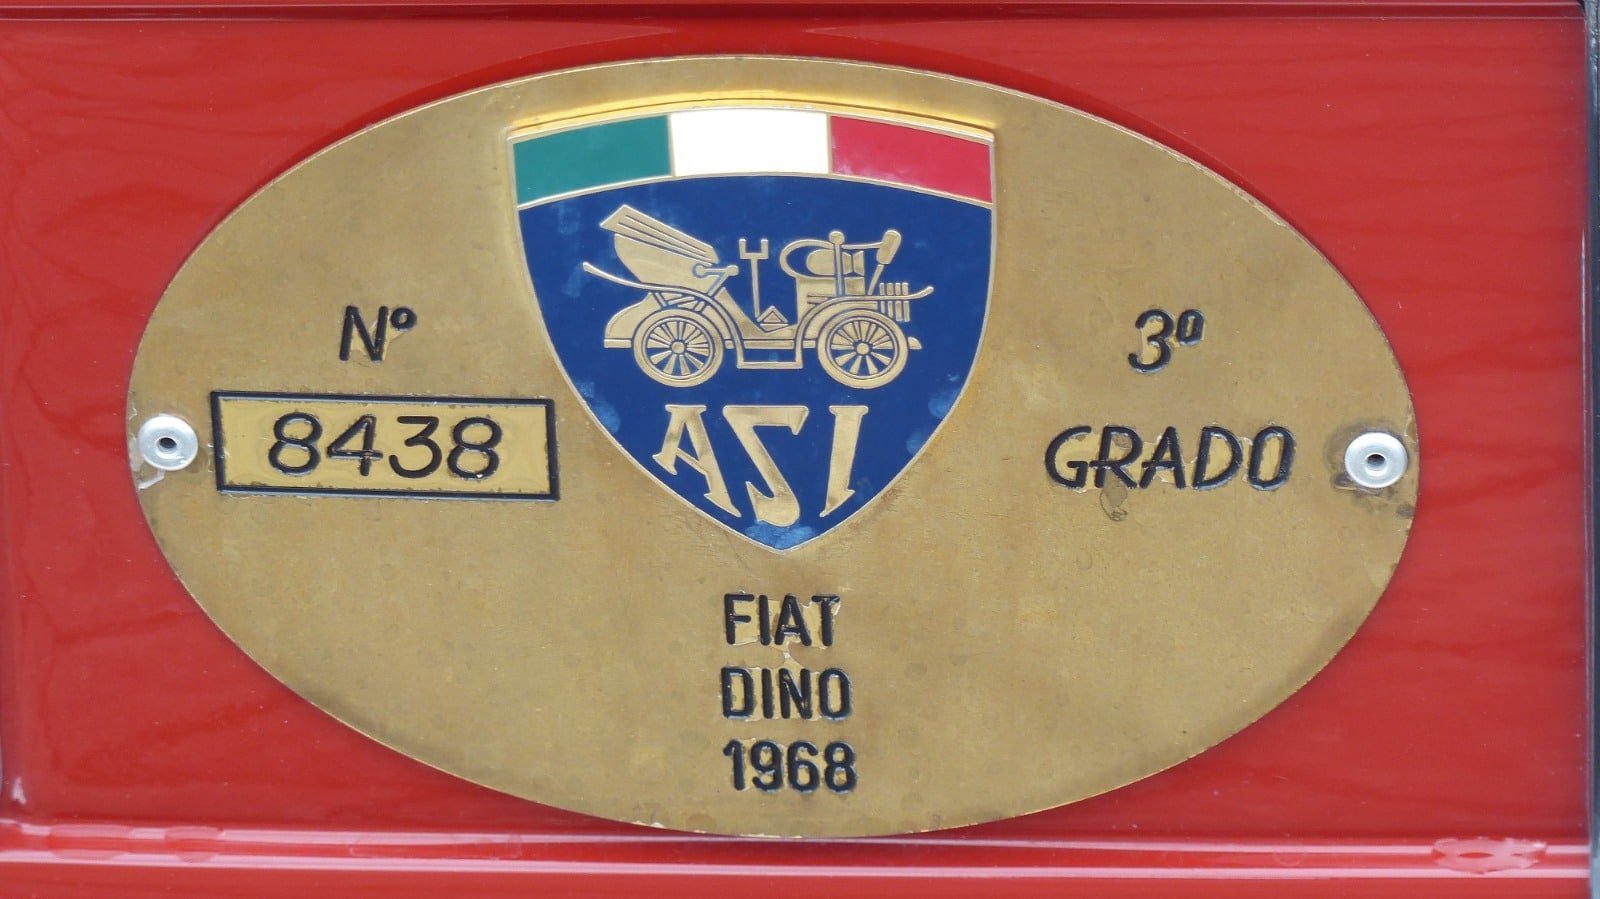 ASI
Nº
8438
3º
GRADO
FIAT
DINO
1968